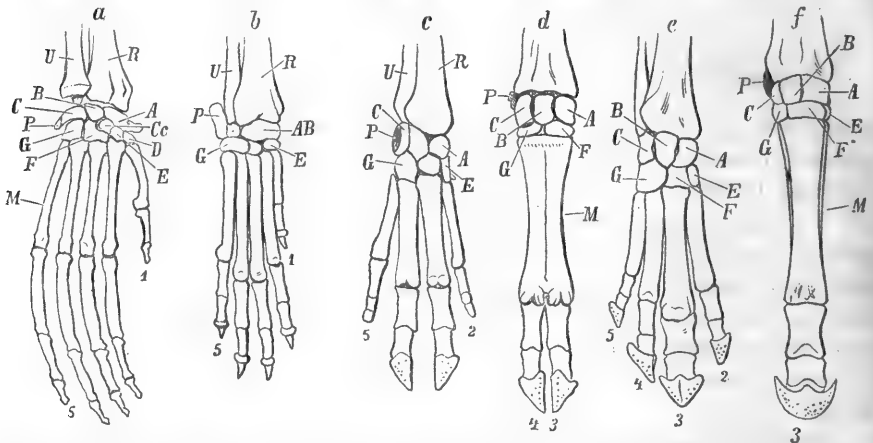 a b c d e f
U R B C A P Cc G D F E M 1 5
U R P AB G E 1 5
U R C P G A E 5 2
P C B A G F M 4 3
B C A G E F 5 4 3 2
B P A C E G F M 3